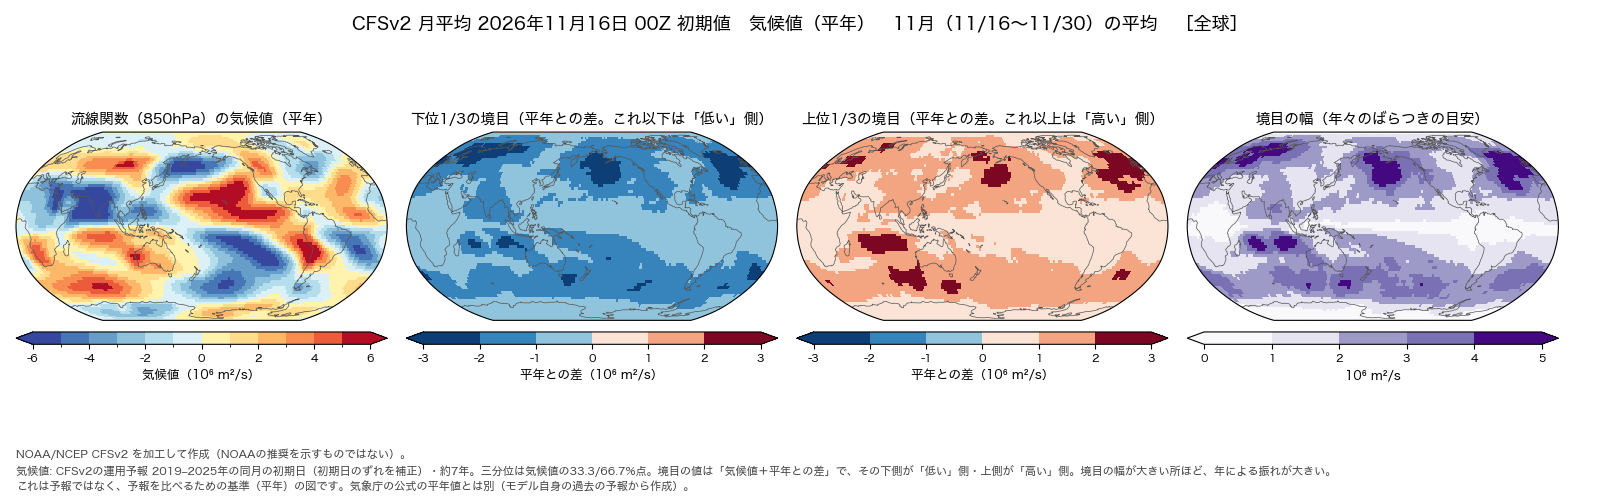 CFSv2 月平均 2026年11月16日 00Z 初期値　気候値（平年）　11月（11/16〜11/30）の平均　［全球］
流線関数（850hPa）の気候値（平年）
下位1/3の境目（平年との差。これ以下は「低い」側）
上位1/3の境目（平年との差。これ以上は「高い」側）
境目の幅（年々のばらつきの目安）
-6 -4 -2 0 2 4 6
-3 -2 -1 0 1 2 3
-3 -2 -1 0 1 2 3
0 1 2 3 4 5
気候値（10⁶ m²/s）
平年との差（10⁶ m²/s）
平年との差（10⁶ m²/s）
10⁶ m²/s
NOAA/NCEP CFSv2 を加工して作成（NOAAの推奨を示すものではない）。
気候値: CFSv2の運用予報 2019–2025年の同月の初期日（初期日のずれを補正）・約7年。三分位は気候値の33.3/66.7%点。境目の値は「気候値＋平年との差」で、その下側が「低い」側・上側が「高い」側。境目の幅が大きい所ほど、年による振れが大きい。
これは予報ではなく、予報を比べるための基準（平年）の図です。気象庁の公式の平年値とは別（モデル自身の過去の予報から作成）。